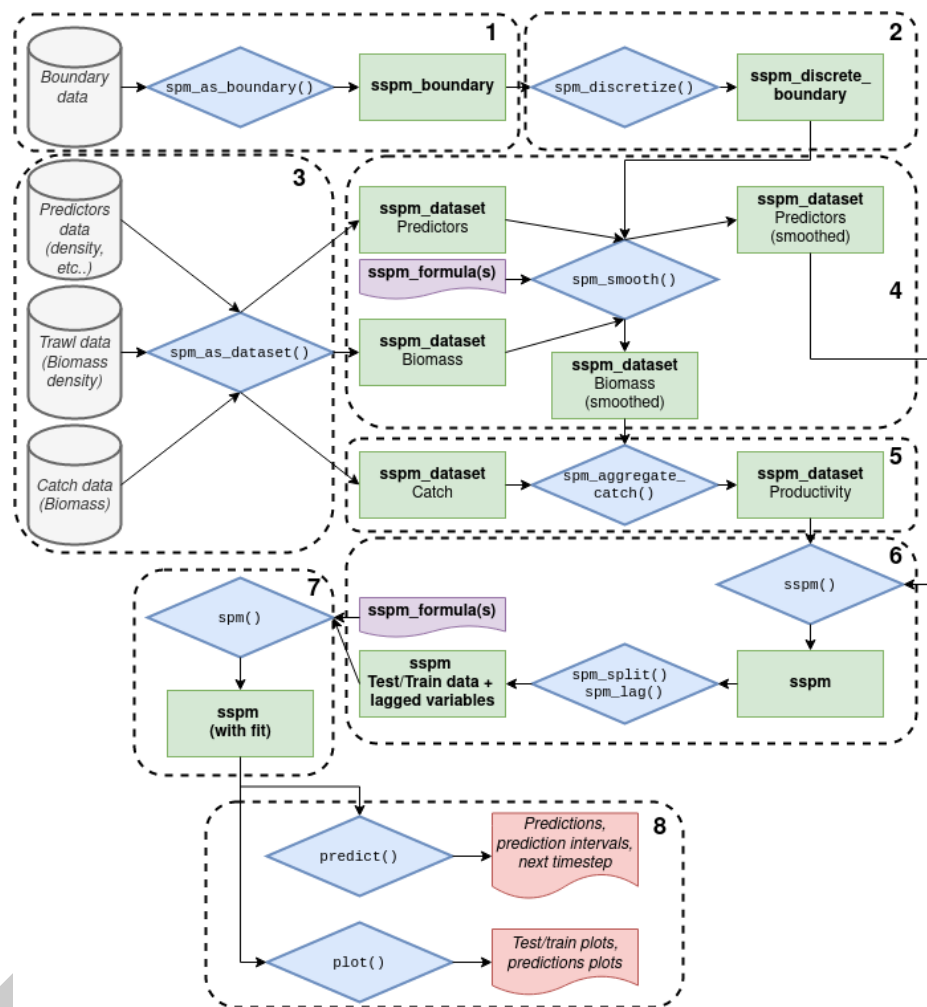 1
Boundary
data
spm_as_boundary()
sspm_boundary
2
spm_discretize()
sspm_discrete_
boundary
3
Predictors
data
(density,
etc..)
Trawl data
(Biomass
density)
Catch data
(Biomass)
spm_as_dataset()
4
sspm_dataset
Predictors
sspm_formula(s)
sspm_dataset
Biomass
spm_smooth()
sspm_dataset
Predictors
(smoothed)
sspm_dataset
Biomass
(smoothed)
5
sspm_dataset
Catch
spm_aggregate_
catch()
sspm_dataset
Productivity
6
sspm()
sspm
spm_split()
spm_lag()
sspm_formula(s)
sspm
Test/Train data +
lagged variables
7
spm()
sspm
(with fit)
8
predict()
Predictions,
prediction intervals,
next timestep
plot()
Test/train plots,
predictions plots